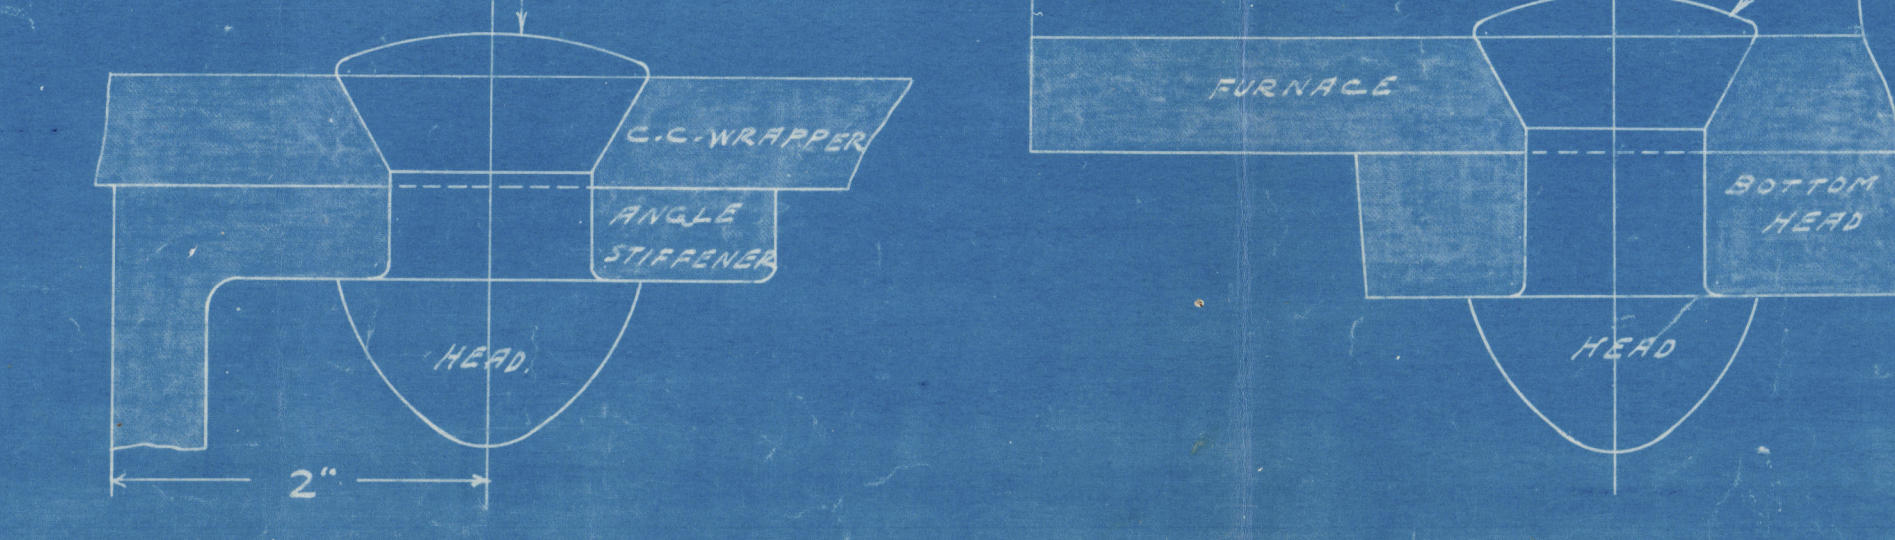 C.C. WRAPPER
ANGLE
STIFFENER
HEAD.
2"
FURNACE
BOTTOM
HEAD
HEAD